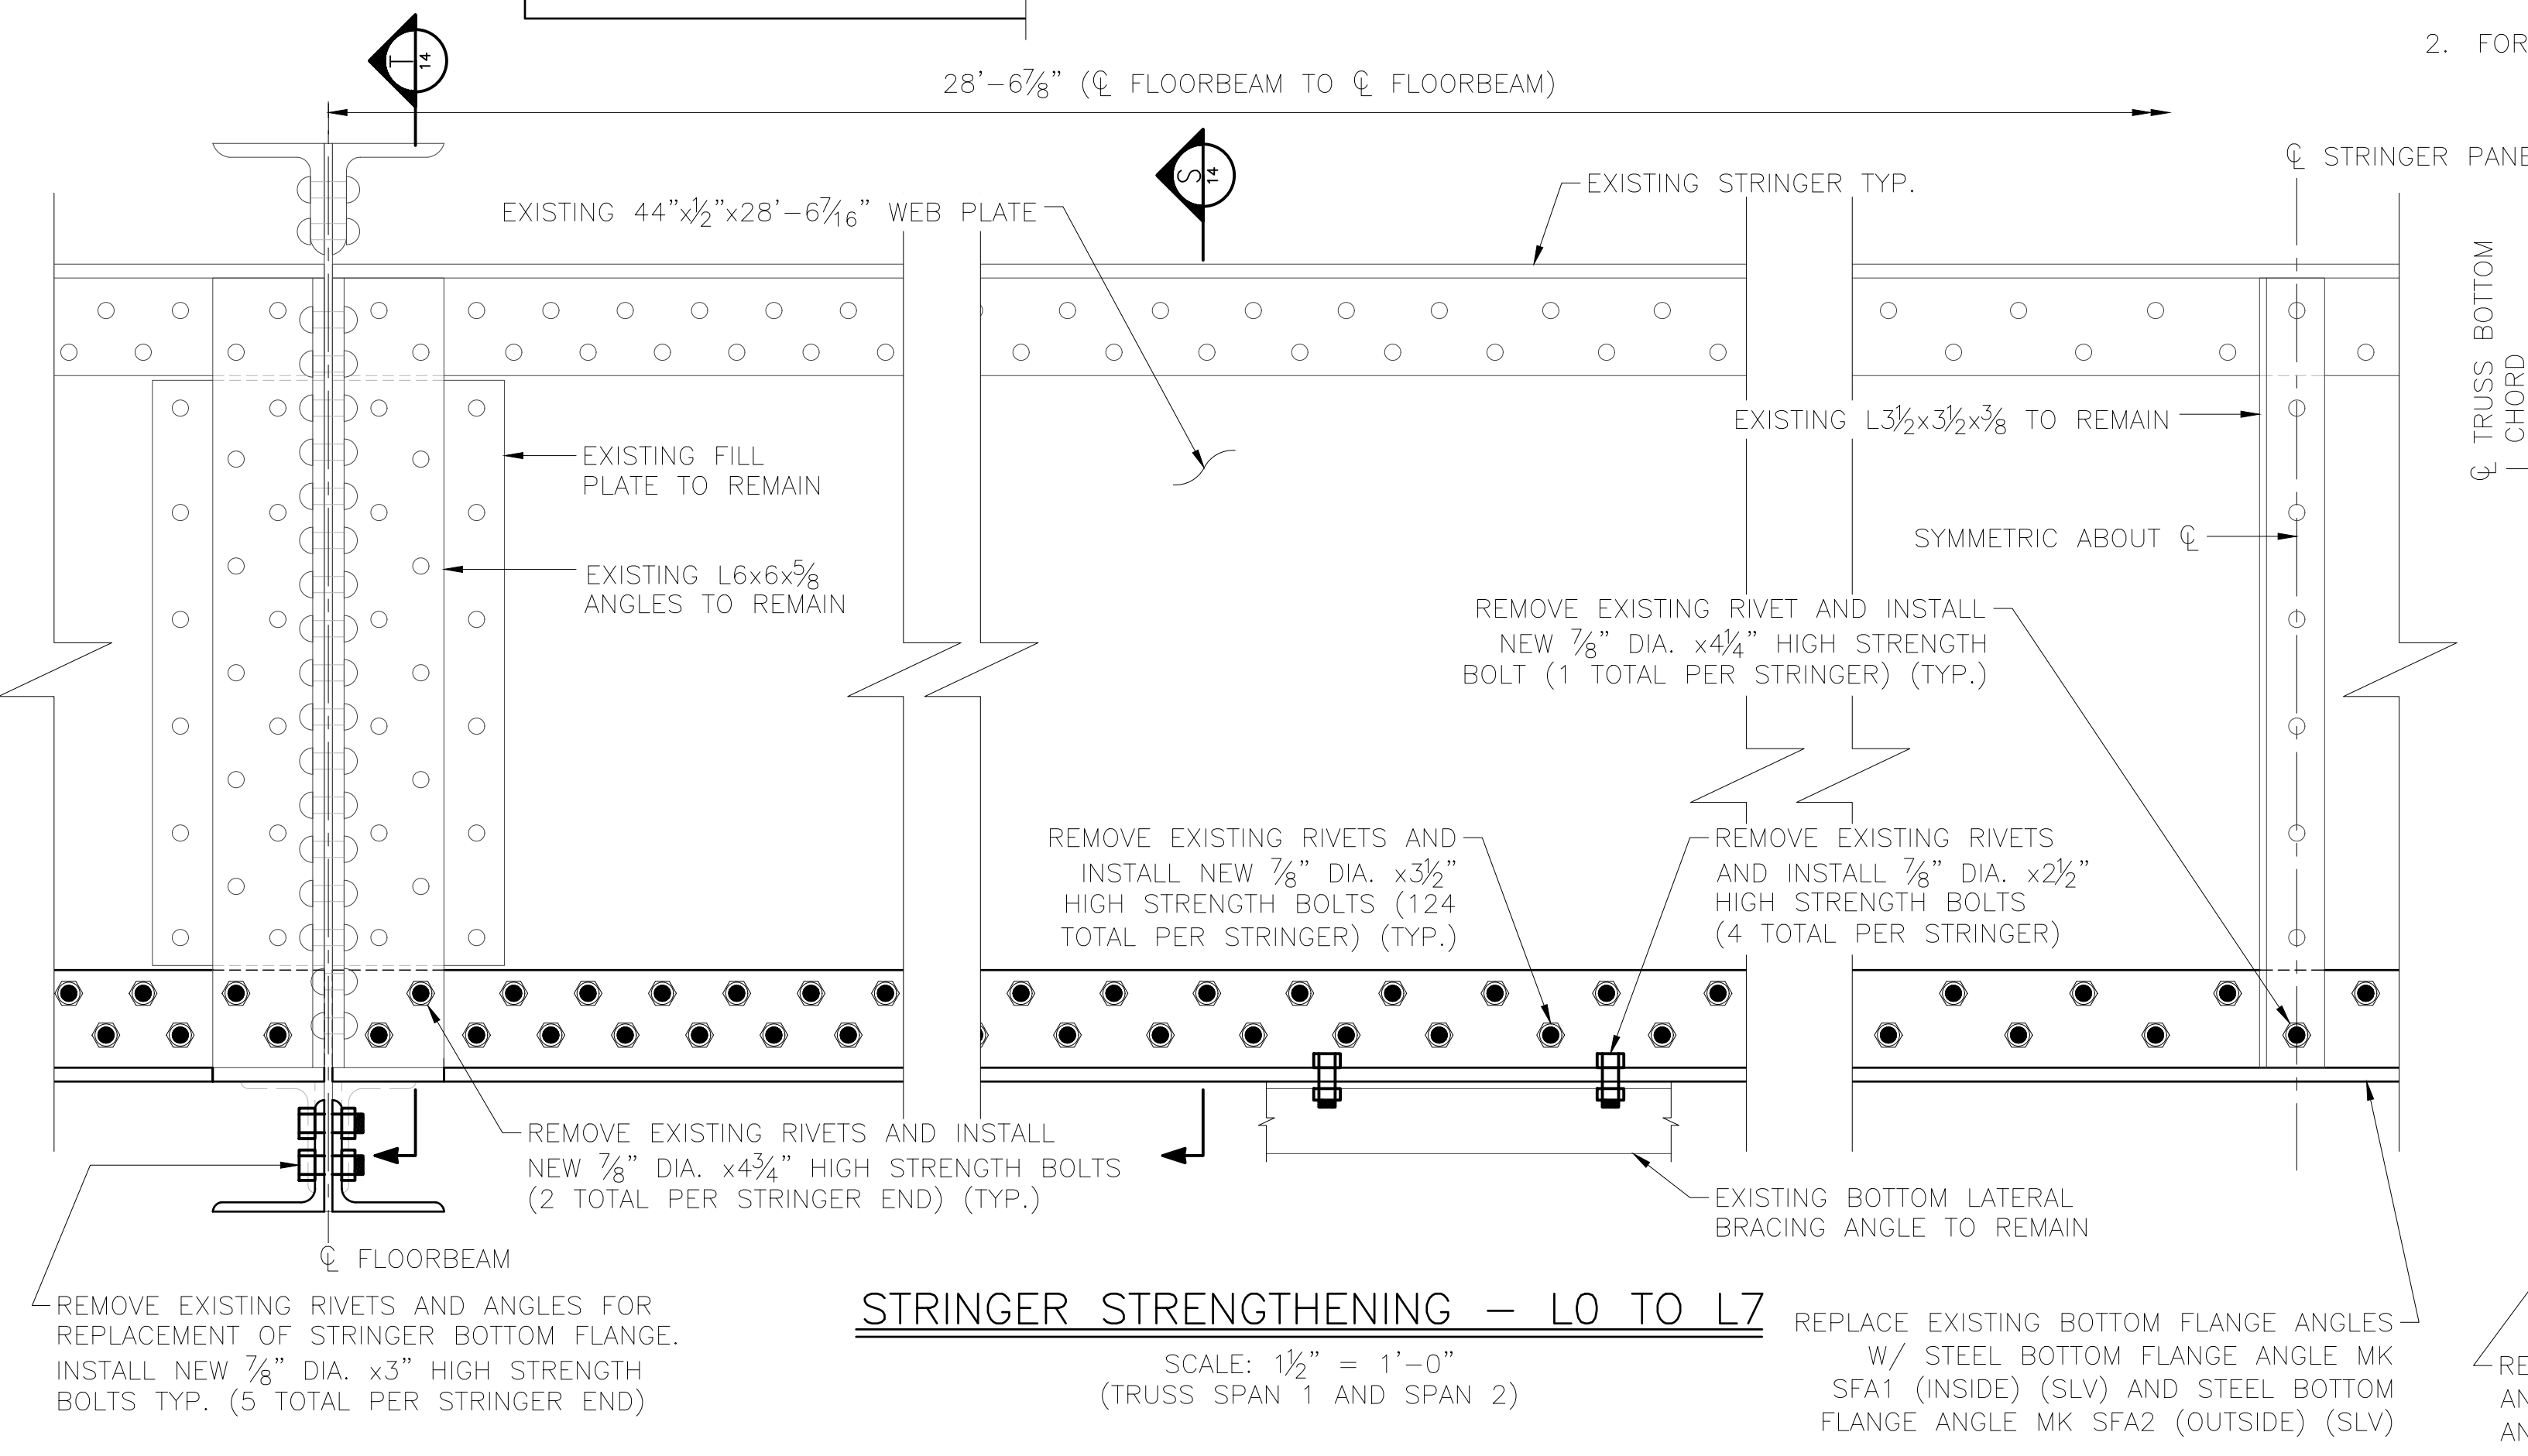 T
14
2. FOR
28'-6⅞" (℄ FLOORBEAM TO ℄ FLOORBEAM)
℄ STRINGER PANE
S
14
EXISTING STRINGER TYP.
EXISTING 44"x½"x28'-6⁷⁄₁₆" WEB PLATE
℄ TRUSS BOTTOM
CHORD
EXISTING L3½x3½x⅜ TO REMAIN
EXISTING FILL
PLATE TO REMAIN
SYMMETRIC ABOUT ℄
EXISTING L6x6x⅝
ANGLES TO REMAIN
REMOVE EXISTING RIVET AND INSTALL
NEW ⅞" DIA. x4¼" HIGH STRENGTH
BOLT (1 TOTAL PER STRINGER) (TYP.)
REMOVE EXISTING RIVETS AND
INSTALL NEW ⅞" DIA. x3½"
HIGH STRENGTH BOLTS (124
TOTAL PER STRINGER) (TYP.)
REMOVE EXISTING RIVETS
AND INSTALL ⅞" DIA. x2½"
HIGH STRENGTH BOLTS
(4 TOTAL PER STRINGER)
REMOVE EXISTING RIVETS AND INSTALL
NEW ⅞" DIA. x4¾" HIGH STRENGTH BOLTS
(2 TOTAL PER STRINGER END) (TYP.)
EXISTING BOTTOM LATERAL
BRACING ANGLE TO REMAIN
℄ FLOORBEAM
REMOVE EXISTING RIVETS AND ANGLES FOR
REPLACEMENT OF STRINGER BOTTOM FLANGE.
INSTALL NEW ⅞" DIA. x3" HIGH STRENGTH
BOLTS TYP. (5 TOTAL PER STRINGER END)
STRINGER STRENGTHENING - L0 TO L7
SCALE: 1½" = 1'-0"
(TRUSS SPAN 1 AND SPAN 2)
REPLACE EXISTING BOTTOM FLANGE ANGLES
W/ STEEL BOTTOM FLANGE ANGLE MK
SFA1 (INSIDE) (SLV) AND STEEL BOTTOM
FLANGE ANGLE MK SFA2 (OUTSIDE) (SLV)
RE
AN
AN